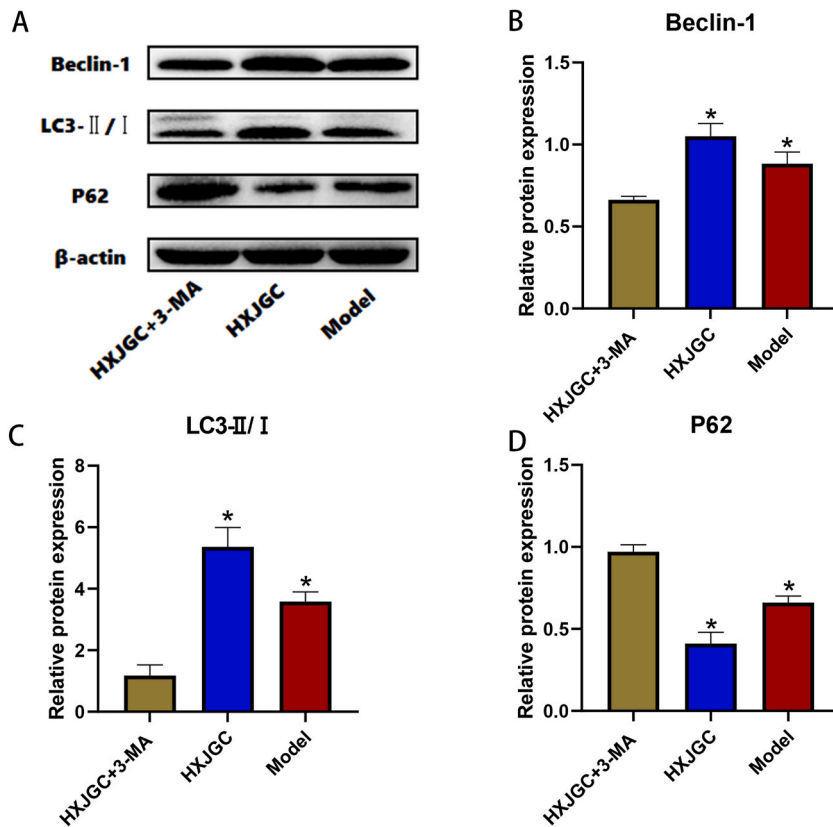 A
Beclin-1
LC3-Ⅱ/Ⅰ
P62
β-actin
HXJGC+3-MA
HXJGC
Model
B
Beclin-1
Relative protein expression
1.5
1.0
0.5
0.0
*
*
HXJGC+3-MA
HXJGC
Model
C
LC3-Ⅱ/Ⅰ
Relative protein expression
8
6
4
2
0
*
*
HXJGC+3-MA
HXJGC
Model
D
P62
Relative protein expression
1.5
1.0
0.5
0.0
*
*
HXJGC+3-MA
HXJGC
Model